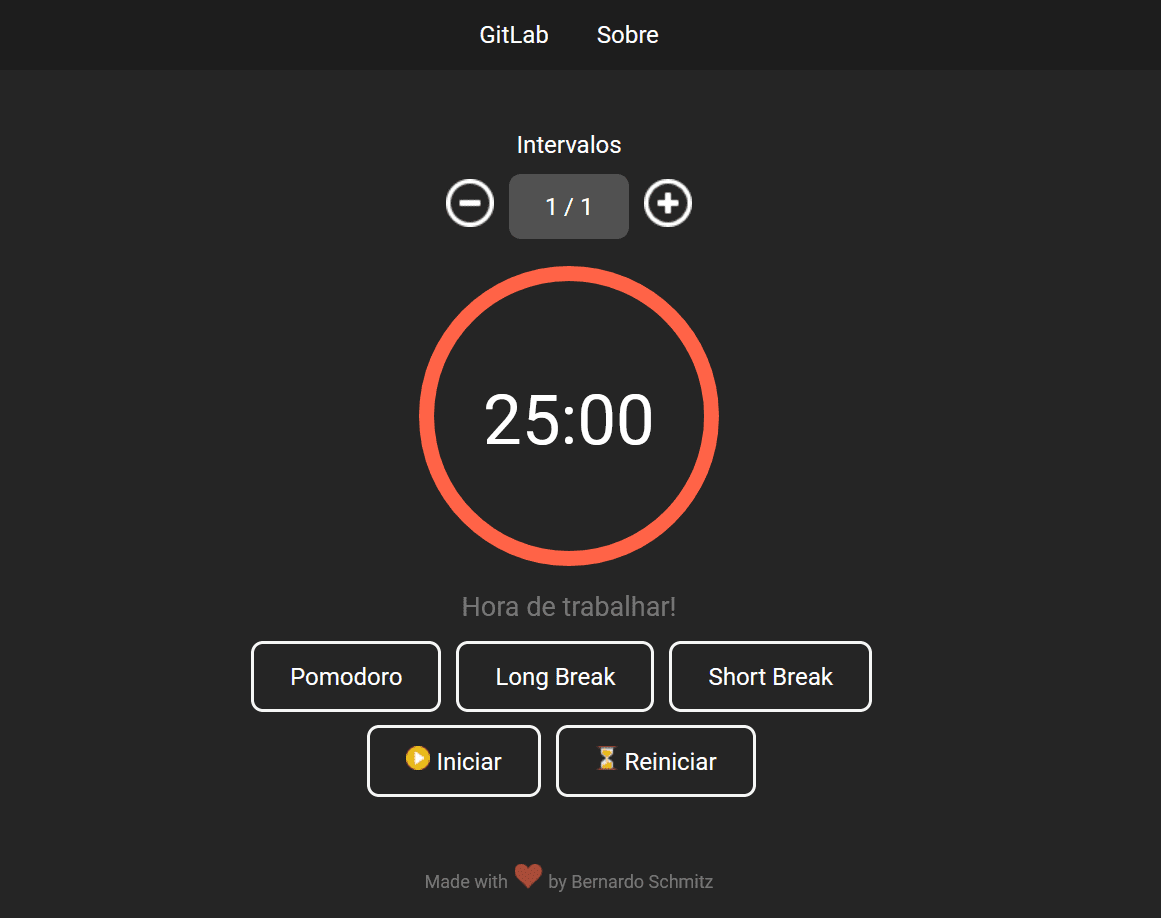 GitLab Sobre
Intervalos
1 / 1
25:00
Hora de trabalhar!
Pomodoro Long Break Short Break
Iniciar Reiniciar
Made with ❤ by Bernardo Schmitz